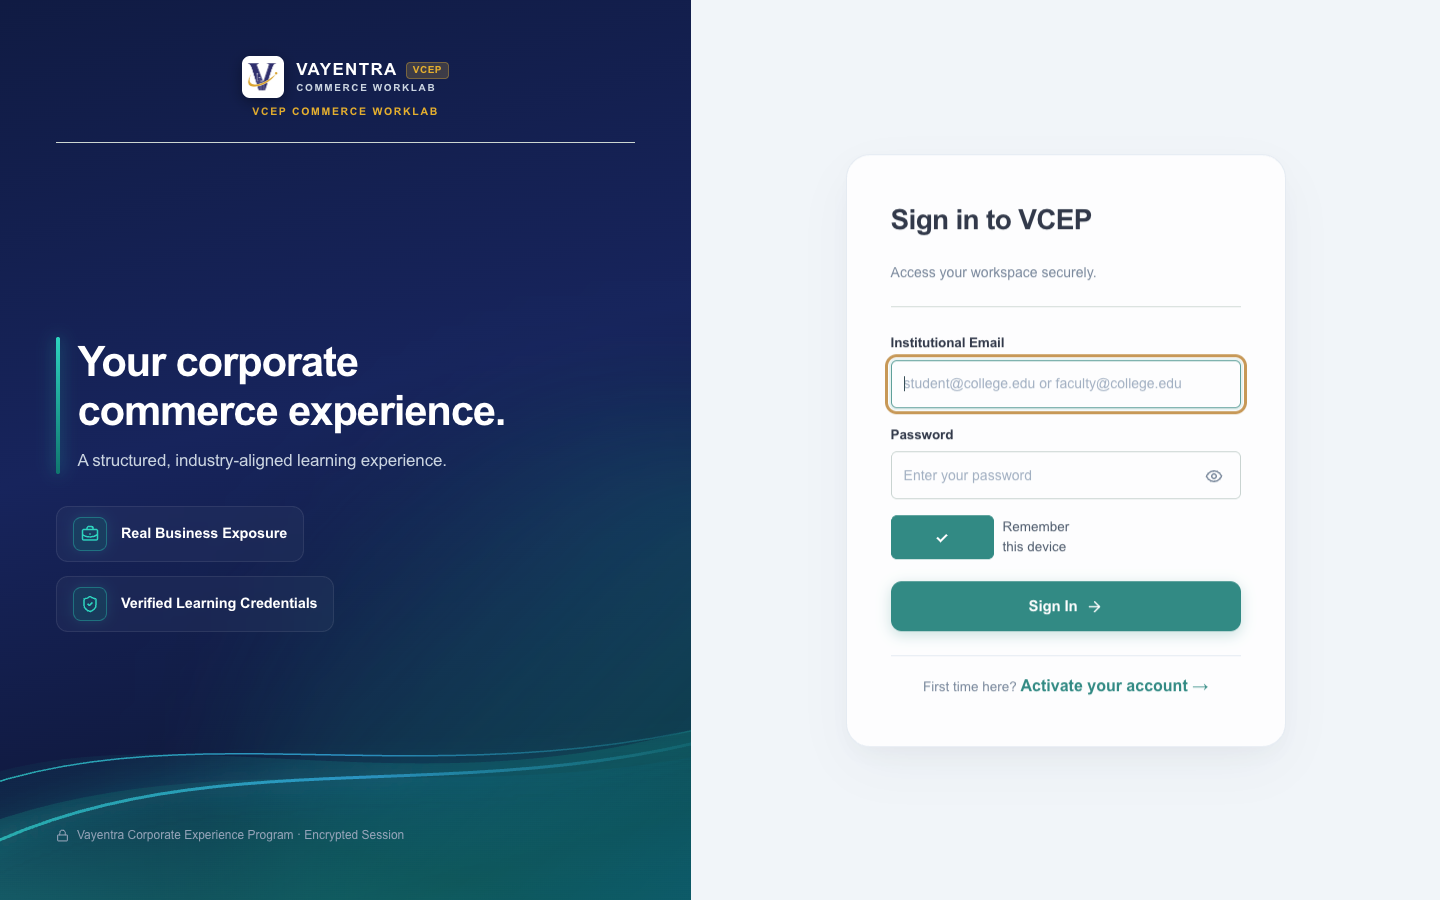 VAYENTRA VCEP
COMMERCE WORKLAB
VCEP COMMERCE WORKLAB
Your corporate
commerce experience.
A structured, industry-aligned learning experience.
Real Business Exposure
Verified Learning Credentials
Vayentra Corporate Experience Program · Encrypted Session
Sign in to VCEP
Access your workspace securely.
Institutional Email
student@college.edu or faculty@college.edu
Password
Enter your password
Remember
this device
Sign In →
First time here? Activate your account →